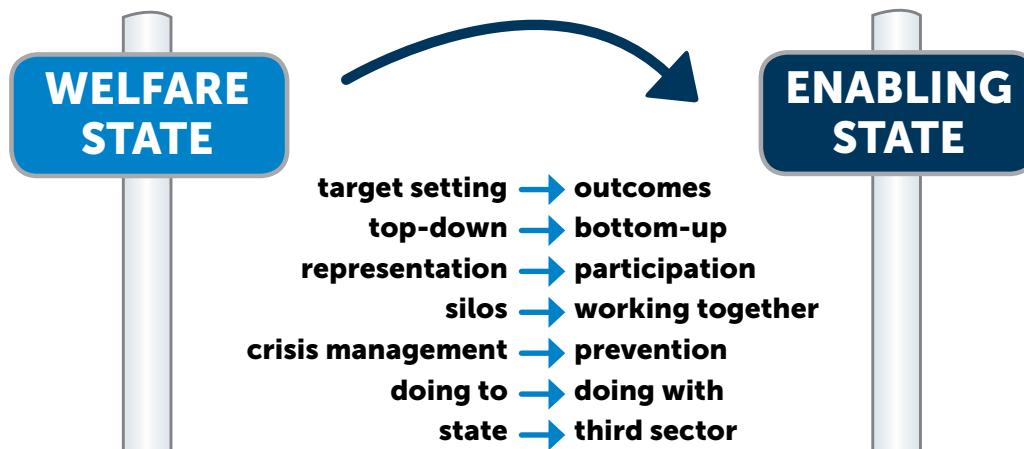 WELFARE
STATE
ENABLING
STATE
target setting → outcomes
top-down → bottom-up
representation → participation
silos → working together
crisis management → prevention
doing to → doing with
state → third sector